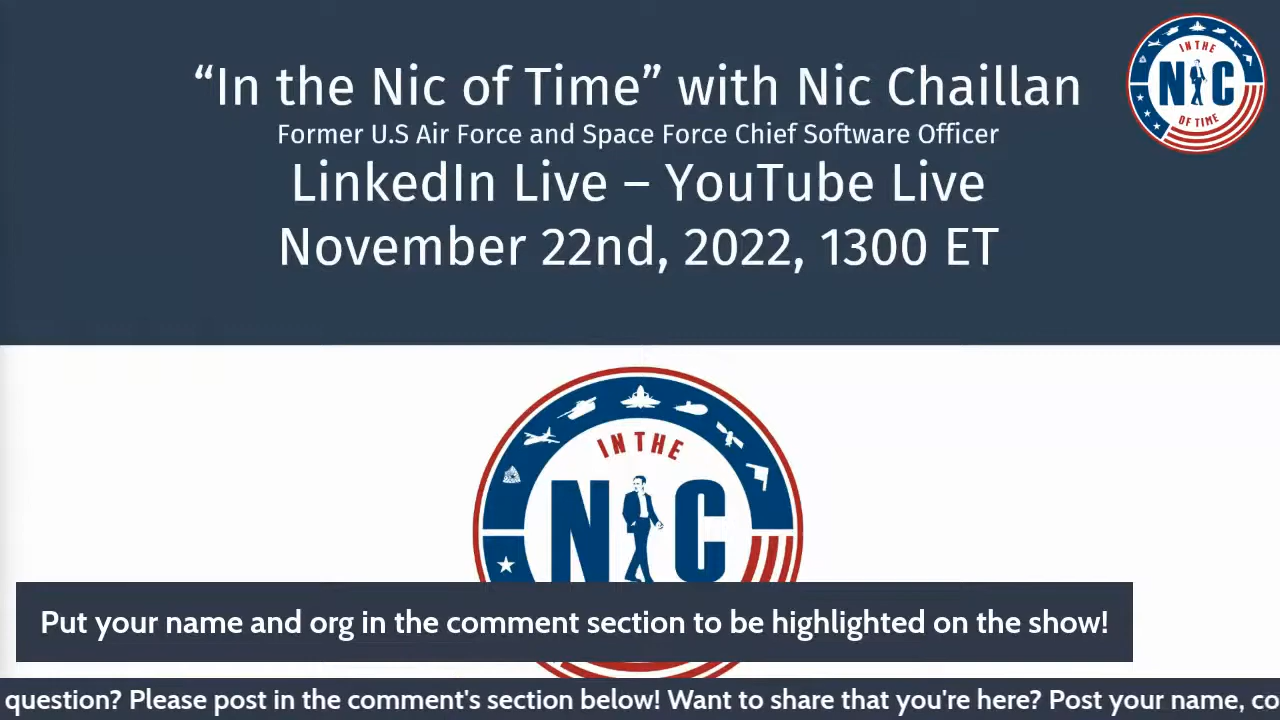 “In the Nic of Time” with Nic Chaillan
Former U.S Air Force and Space Force Chief Software Officer
LinkedIn Live – YouTube Live
November 22nd, 2022, 1300 ET
IN THE
NIC
OF TIME
IN THE
NIC
Put your name and org in the comment section to be highlighted on the show!
question? Please post in the comment's section below! Want to share that you're here? Post your name, co